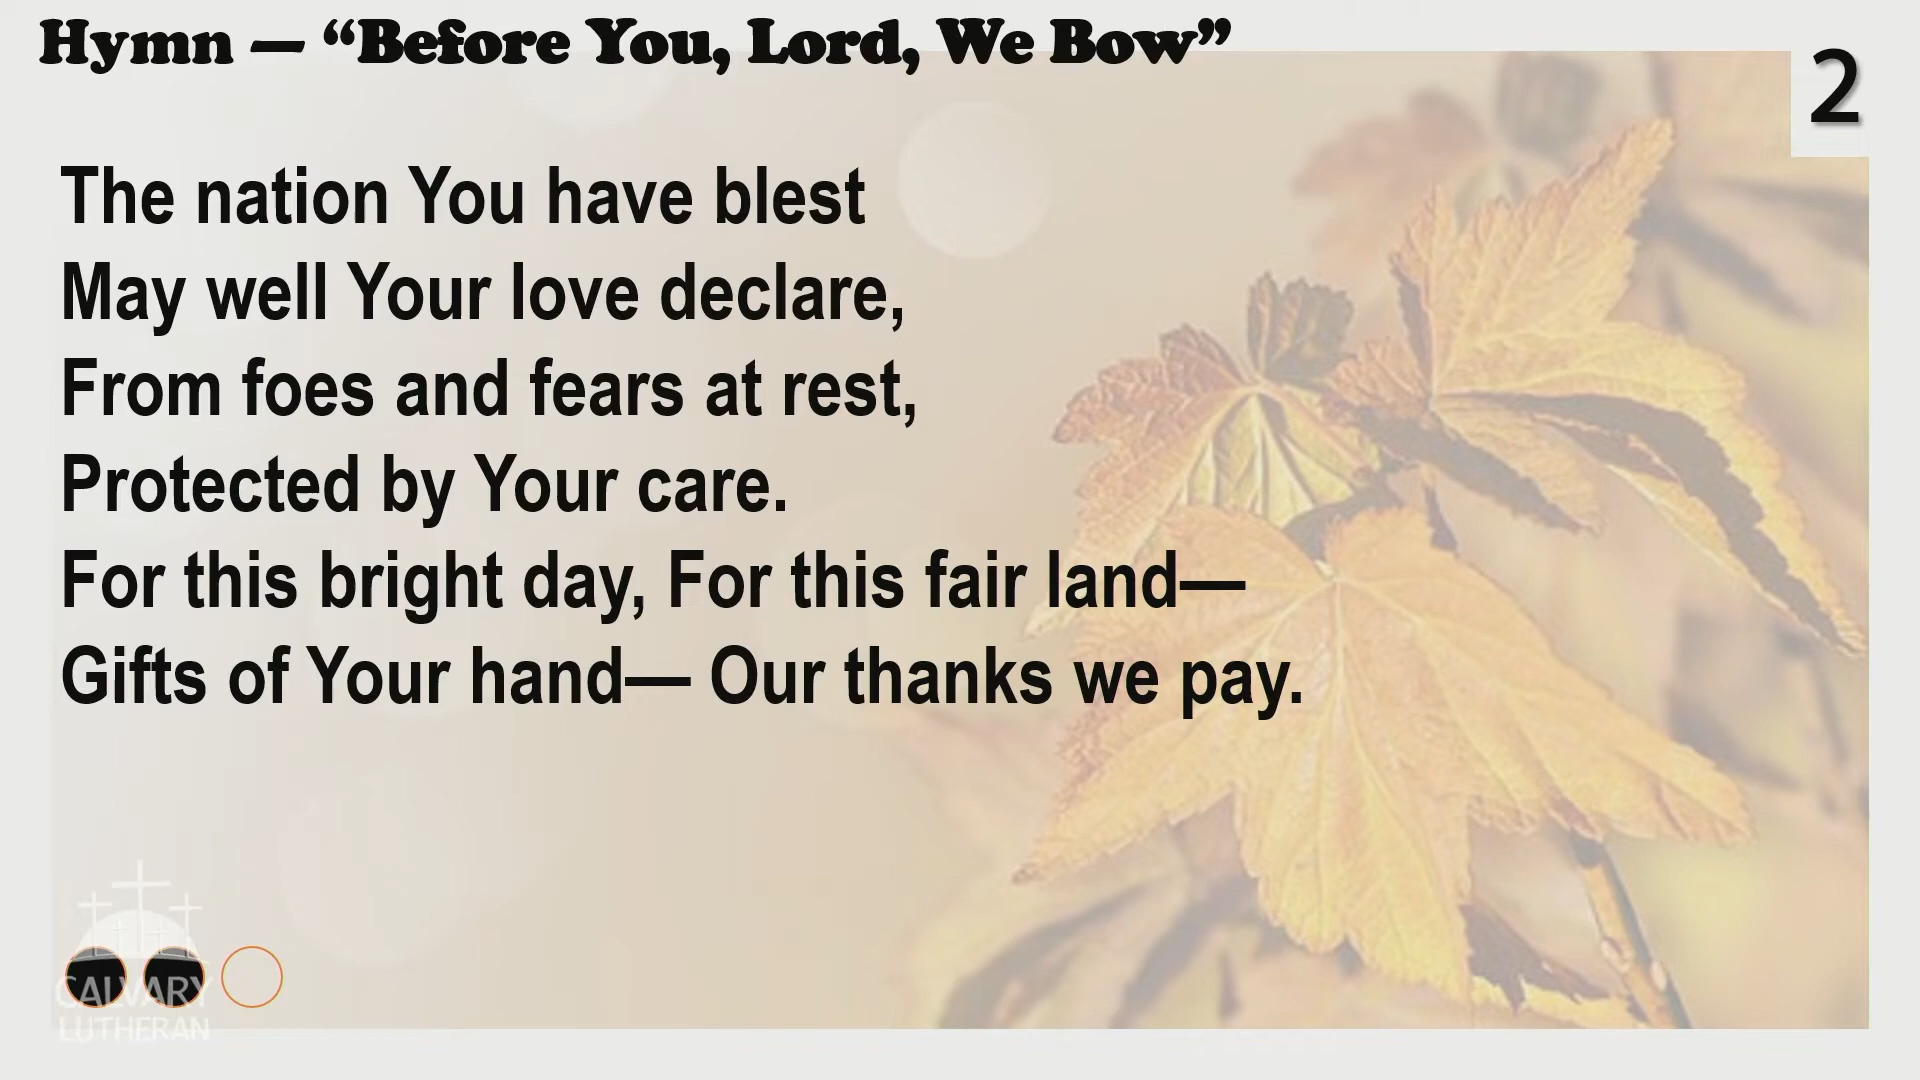 Hymn — “Before You, Lord, We Bow”
2
The nation You have blest
May well Your love declare,
From foes and fears at rest,
Protected by Your care.
For this bright day, For this fair land—
Gifts of Your hand— Our thanks we pay.
CALVARY
LUTHERAN